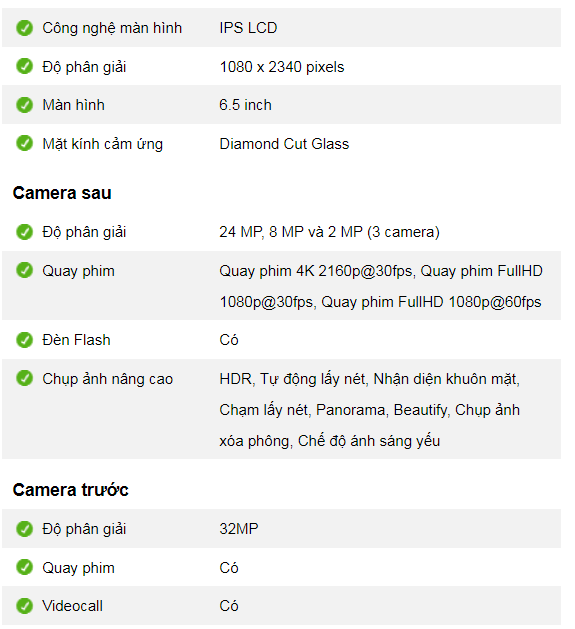 Công nghệ màn hình IPS LCD
Độ phân giải 1080 x 2340 pixels
Màn hình 6.5 inch
Mặt kính cảm ứng Diamond Cut Glass
Camera sau
Độ phân giải 24 MP, 8 MP và 2 MP (3 camera)
Quay phim Quay phim 4K 2160p@30fps, Quay phim FullHD
1080p@30fps, Quay phim FullHD 1080p@60fps
Đèn Flash Có
Chụp ảnh nâng cao HDR, Tự động lấy nét, Nhận diện khuôn mặt,
Chạm lấy nét, Panorama, Beautify, Chụp ảnh
xóa phông, Chế độ ánh sáng yếu
Camera trước
Độ phân giải 32MP
Quay phim Có
Videocall Có